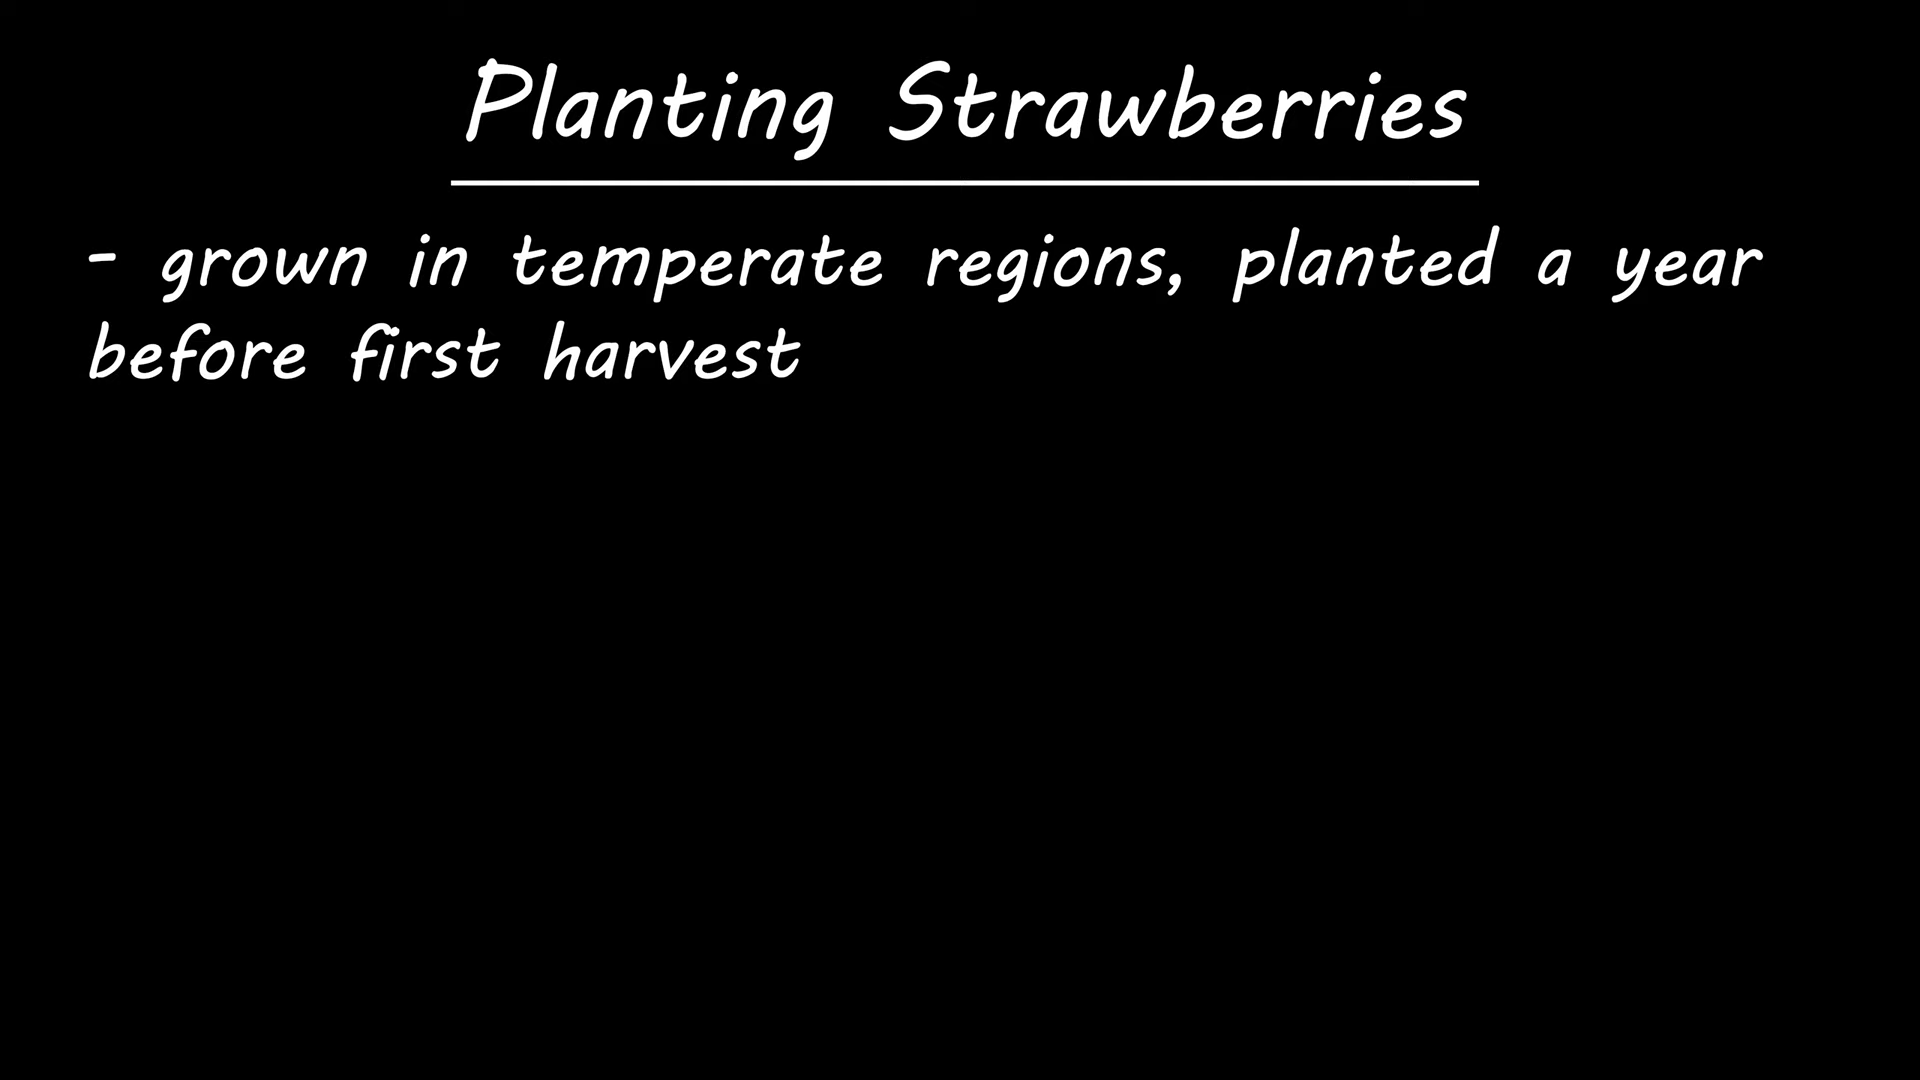 Planting Strawberries
- grown in temperate regions, planted a year
before first harvest